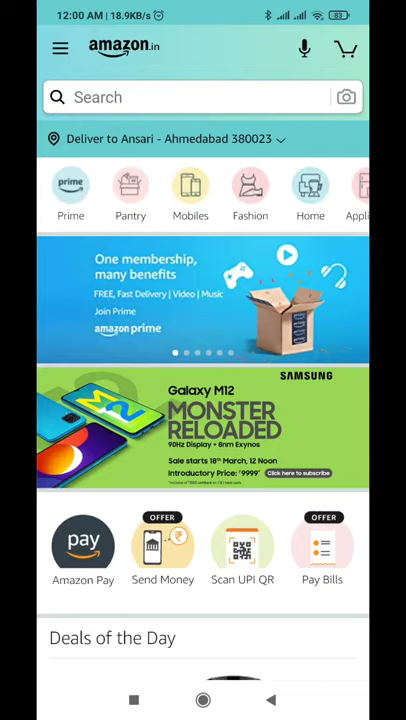 12:00 AM | 18.9KB/s
83
amazon.in
Search
Deliver to Ansari - Ahmedabad 380023
prime
Prime
Pantry
Mobiles
Fashion
Home
Appli
One membership,
many benefits
FREE, Fast Delivery | Video | Music
Join Prime
amazon prime
SAMSUNG
Galaxy M12
MONSTER
RELOADED
90Hz Display + 8nm Exynos
Sale starts 18th March, 12 Noon
Introductory Price: ₹9999*
Click here to subscribe
OFFER
OFFER
pay
Amazon Pay
Send Money
Scan UPI QR
Pay Bills
Deals of the Day